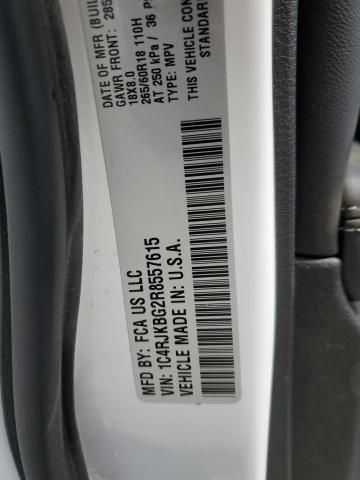 MFD BY: FCA US LLC
VIN: 1C4RJKBG2R8557615
VEHICLE MADE IN: U.S.A.
DATE OF MFR (BUIL
GAWR FRONT: 285
18X8.0
265/60R18 110H
AT 250 kPa / 36 P
TYPE: MPV
THIS VEHICLE CON
STANDAR